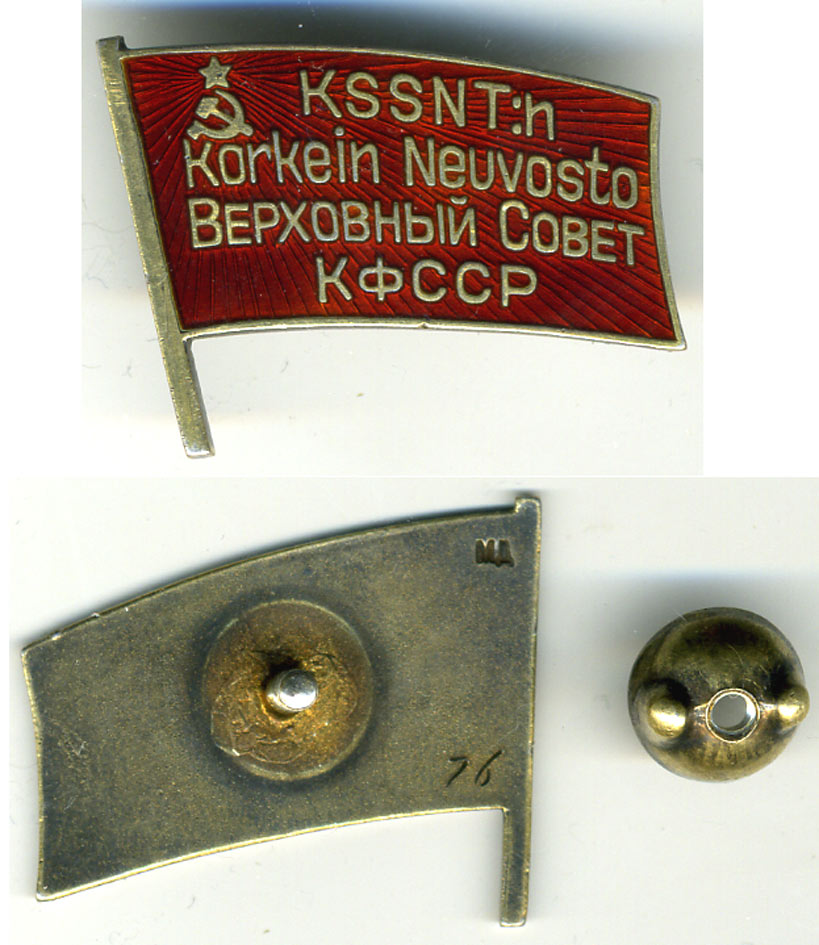 KSSNT:n
Korkein Neuvosto
Верховный Совет
КФССР
МД
76